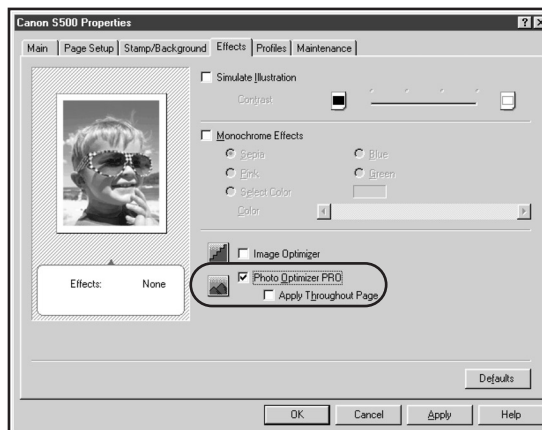 Canon S500 Properties
Main Page Setup Stamp/Background Effects Profiles Maintenance
Simulate Illustration
Contrast
Monochrome Effects
Sepia Blue
Pink Green
Select Color
Color
Image Optimizer
Photo Optimizer PRO
Apply Throughout Page
Effects: None
Defaults
OK Cancel Apply Help